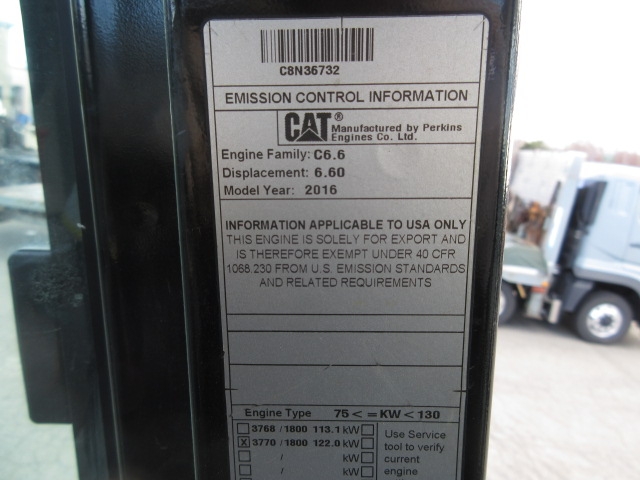 C8N36732
EMISSION CONTROL INFORMATION
CAT® Manufactured by Perkins
Engines Co. Ltd.
Engine Family: C6.6
Displacement: 6.60
Model Year: 2016
INFORMATION APPLICABLE TO USA ONLY
THIS ENGINE IS SOLELY FOR EXPORT AND
IS THEREFORE EXEMPT UNDER 40 CFR
1068.230 FROM U.S. EMISSION STANDARDS
AND RELATED REQUIREMENTS
Engine Type 75 < = KW < 130
3768 / 1800 113.1 kW
X 3770 / 1800 122.0 kW
/ kW
/ kW
Use Service
tool to verify
current
engine